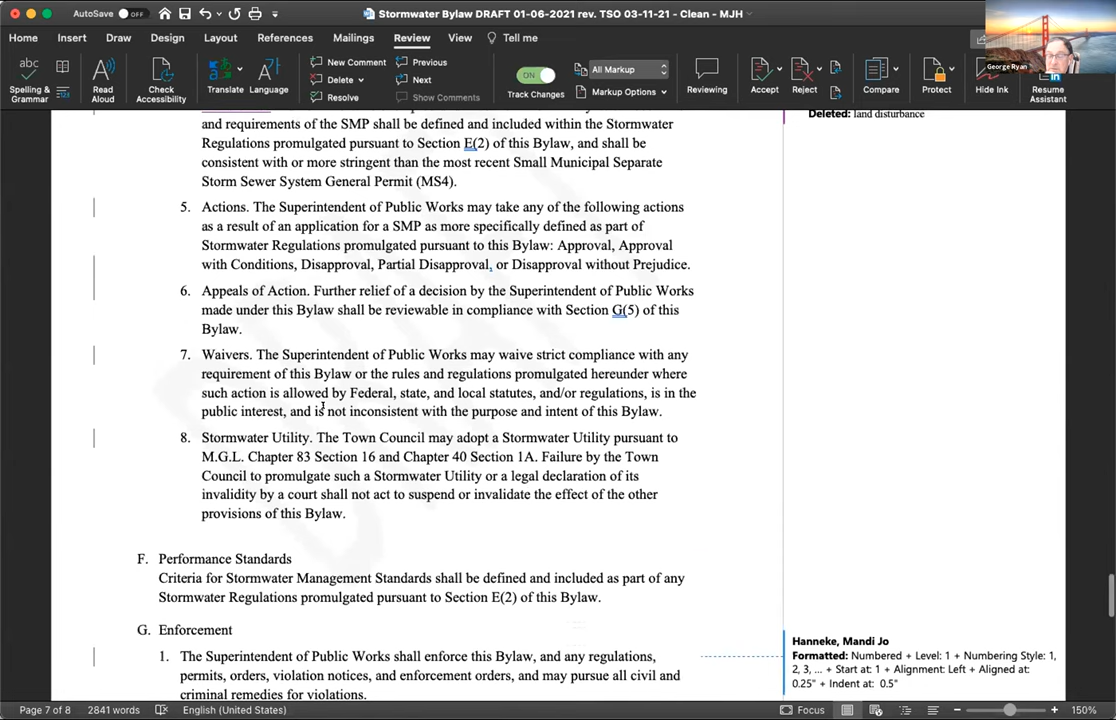 AutoSave OFF
Stormwater Bylaw DRAFT 01-06-2021 rev. TSO 03-11-21 - Clean - MJH
Home Insert Draw Design Layout References Mailings Review View Tell me
George Ryan
abc
Spelling & Grammar
Read Aloud
Check Accessibility
Translate
Language
New Comment
Delete
Resolve
Previous
Next
Show Comments
ON
Track Changes
All Markup
Markup Options
Reviewing
Accept
Reject
Compare
Protect
Hide Ink
Resume Assistant
Deleted: land disturbance
and requirements of the SMP shall be defined and included within the Stormwater
Regulations promulgated pursuant to Section E(2) of this Bylaw, and shall be
consistent with or more stringent than the most recent Small Municipal Separate
Storm Sewer System General Permit (MS4).
5. Actions. The Superintendent of Public Works may take any of the following actions
as a result of an application for a SMP as more specifically defined as part of
Stormwater Regulations promulgated pursuant to this Bylaw: Approval, Approval
with Conditions, Disapproval, Partial Disapproval, or Disapproval without Prejudice.
6. Appeals of Action. Further relief of a decision by the Superintendent of Public Works
made under this Bylaw shall be reviewable in compliance with Section G(5) of this
Bylaw.
7. Waivers. The Superintendent of Public Works may waive strict compliance with any
requirement of this Bylaw or the rules and regulations promulgated hereunder where
such action is allowed by Federal, state, and local statutes, and/or regulations, is in the
public interest, and is not inconsistent with the purpose and intent of this Bylaw.
8. Stormwater Utility. The Town Council may adopt a Stormwater Utility pursuant to
M.G.L. Chapter 83 Section 16 and Chapter 40 Section 1A. Failure by the Town
Council to promulgate such a Stormwater Utility or a legal declaration of its
invalidity by a court shall not act to suspend or invalidate the effect of the other
provisions of this Bylaw.
F. Performance Standards
Criteria for Stormwater Management Standards shall be defined and included as part of any
Stormwater Regulations promulgated pursuant to Section E(2) of this Bylaw.
G. Enforcement
1. The Superintendent of Public Works shall enforce this Bylaw, and any regulations,
permits, orders, violation notices, and enforcement orders, and may pursue all civil and
criminal remedies for violations.
Hanneke, Mandi Jo
Formatted: Numbered + Level: 1 + Numbering Style: 1,
2, 3, ... + Start at: 1 + Alignment: Left + Aligned at:
0.25" + Indent at: 0.5"
Page 7 of 8 2841 words English (United States) Focus 150%